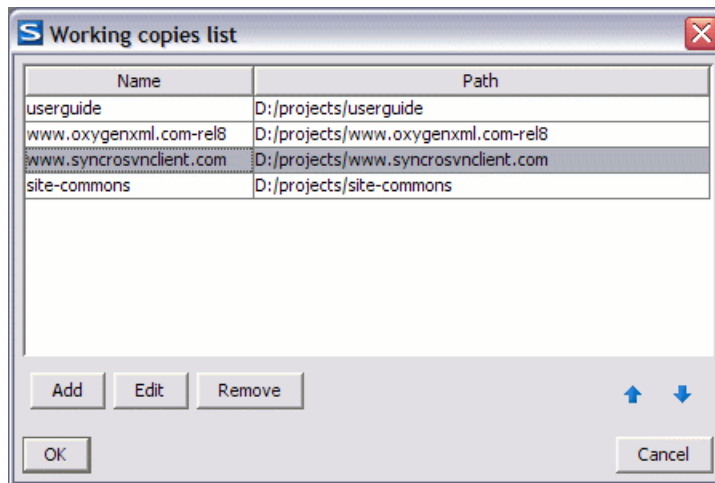 S Working copies list
Name Path
userguide D:/projects/userguide
www.oxygenxml.com-rel8 D:/projects/www.oxygenxml.com-rel8
www.syncrosvnclient.com D:/projects/www.syncrosvnclient.com
site-commons D:/projects/site-commons
Add Edit Remove
OK Cancel